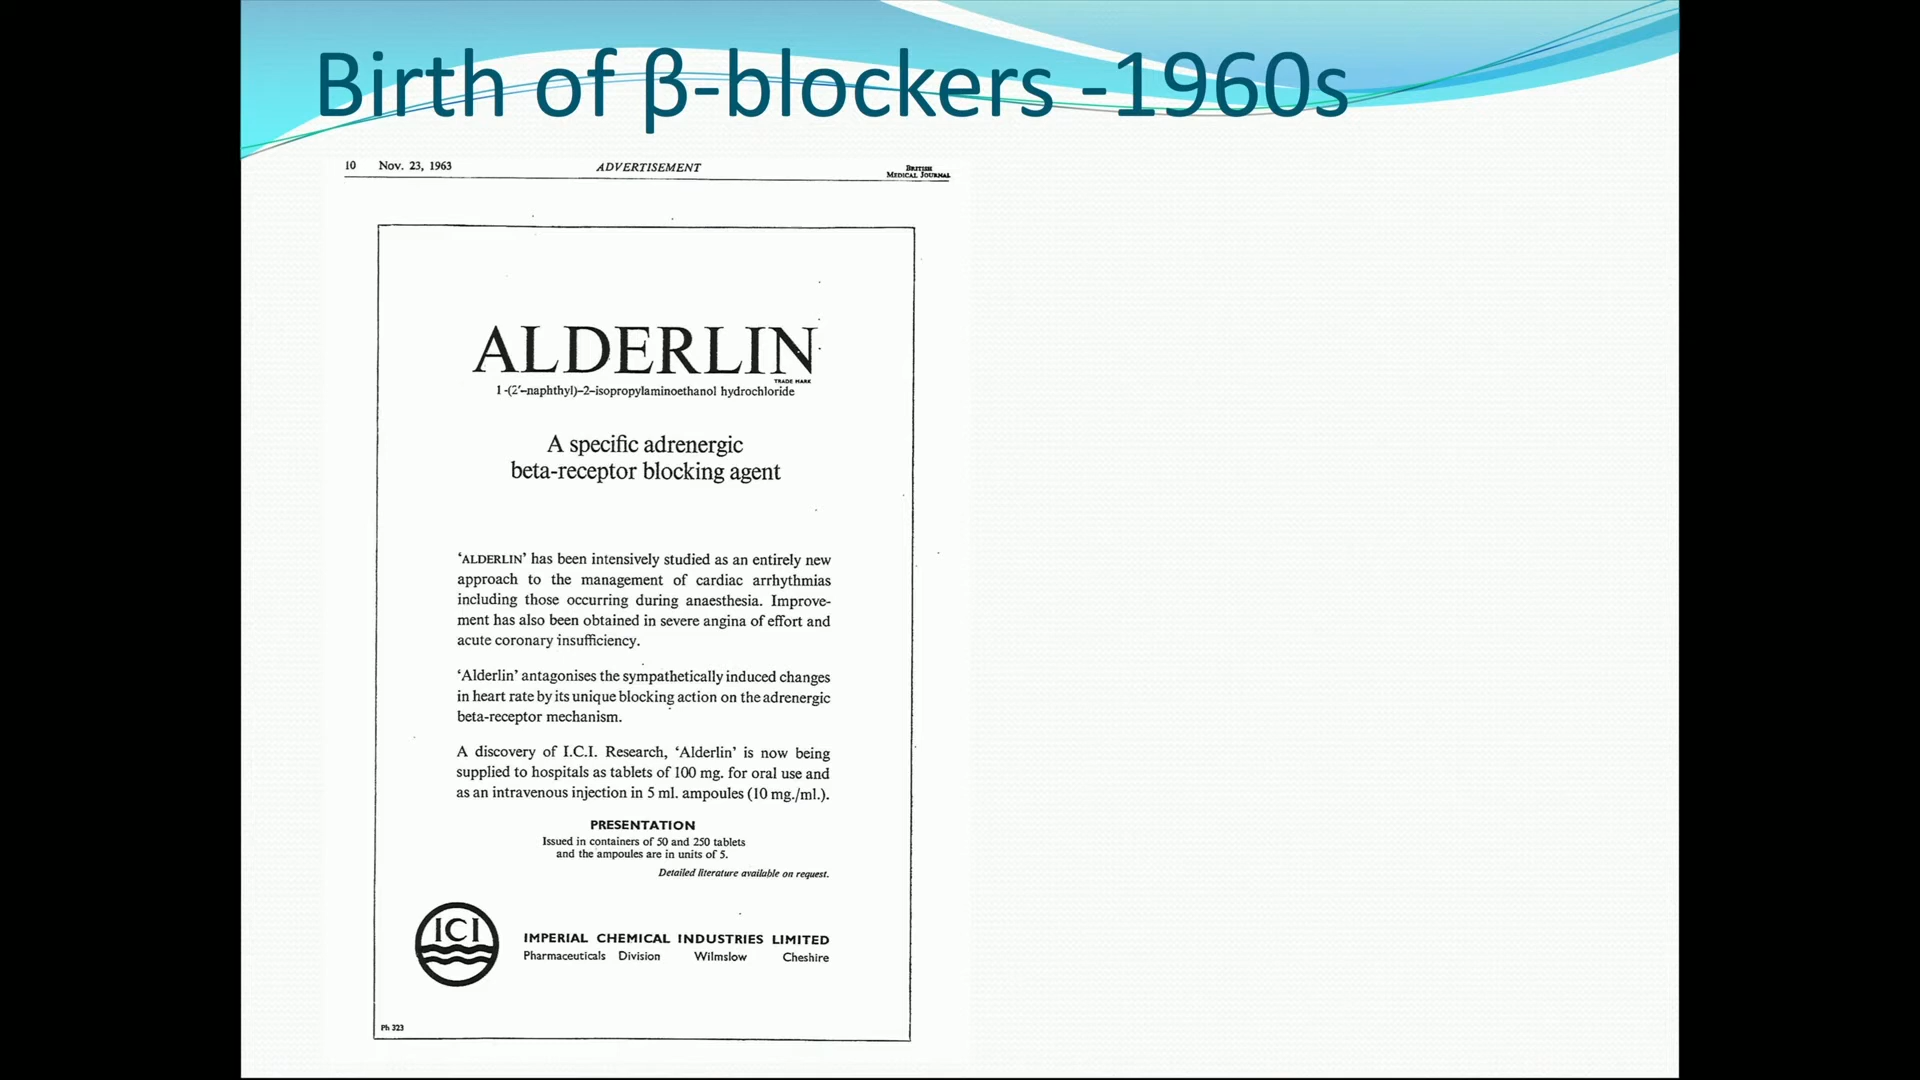 Birth of β-blockers -1960s
10 Nov. 23, 1963 ADVERTISEMENT BRITISH MEDICAL JOURNAL
ALDERLIN
TRADE MARK
1-(2'-naphthyl)-2-isopropylaminoethanol hydrochloride
A specific adrenergic
beta-receptor blocking agent
'ALDERLIN' has been intensively studied as an entirely new
approach to the management of cardiac arrhythmias
including those occurring during anaesthesia. Improve-
ment has also been obtained in severe angina of effort and
acute coronary insufficiency.
'Alderlin' antagonises the sympathetically induced changes
in heart rate by its unique blocking action on the adrenergic
beta-receptor mechanism.
A discovery of I.C.I. Research, 'Alderlin' is now being
supplied to hospitals as tablets of 100 mg. for oral use and
as an intravenous injection in 5 ml. ampoules (10 mg./ml.).
PRESENTATION
Issued in containers of 50 and 250 tablets
and the ampoules are in units of 5.
Detailed literature available on request.
ICI
IMPERIAL CHEMICAL INDUSTRIES LIMITED
Pharmaceuticals Division Wilmslow Cheshire
Ph 323